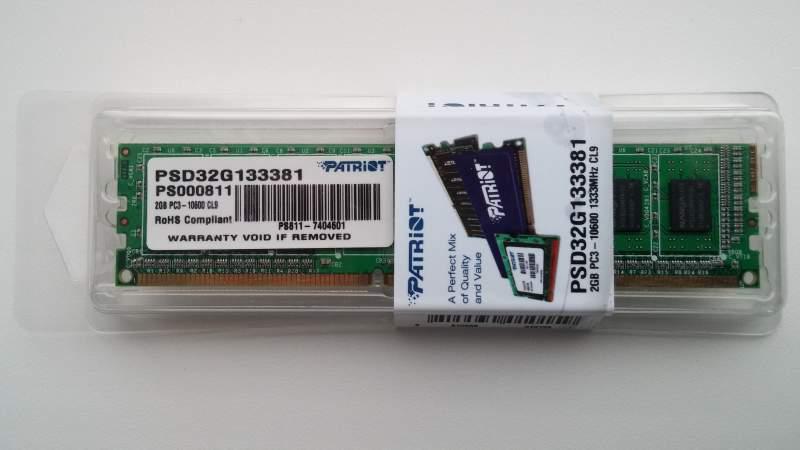 PATRIOT
PSD32G133381
PS000811
2GB PC3-10600 CL9
RoHS Compliant
PS811-7404601
WARRANTY VOID IF REMOVED
PATRIOT
A Perfect Mix
of Quality
and Value
PATRIOT
PSD32G133381
2GB PC3-10600 1333MHz CL9